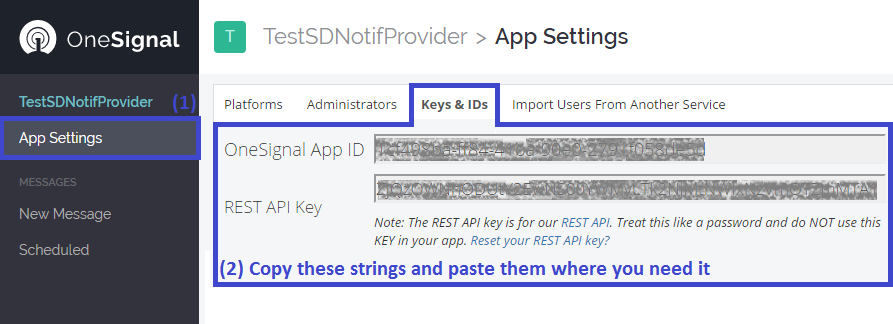 OneSignal
T TestSDNotifProvider > App Settings
TestSDNotifProvider (1)
App Settings
MESSAGES
New Message
Scheduled
Platforms Administrators Keys & IDs Import Users From Another Service
OneSignal App ID
REST API Key
Note: The REST API key is for our REST API. Treat this like a password and do NOT use this
KEY in your app. Reset your REST API key?
(2) Copy these strings and paste them where you need it